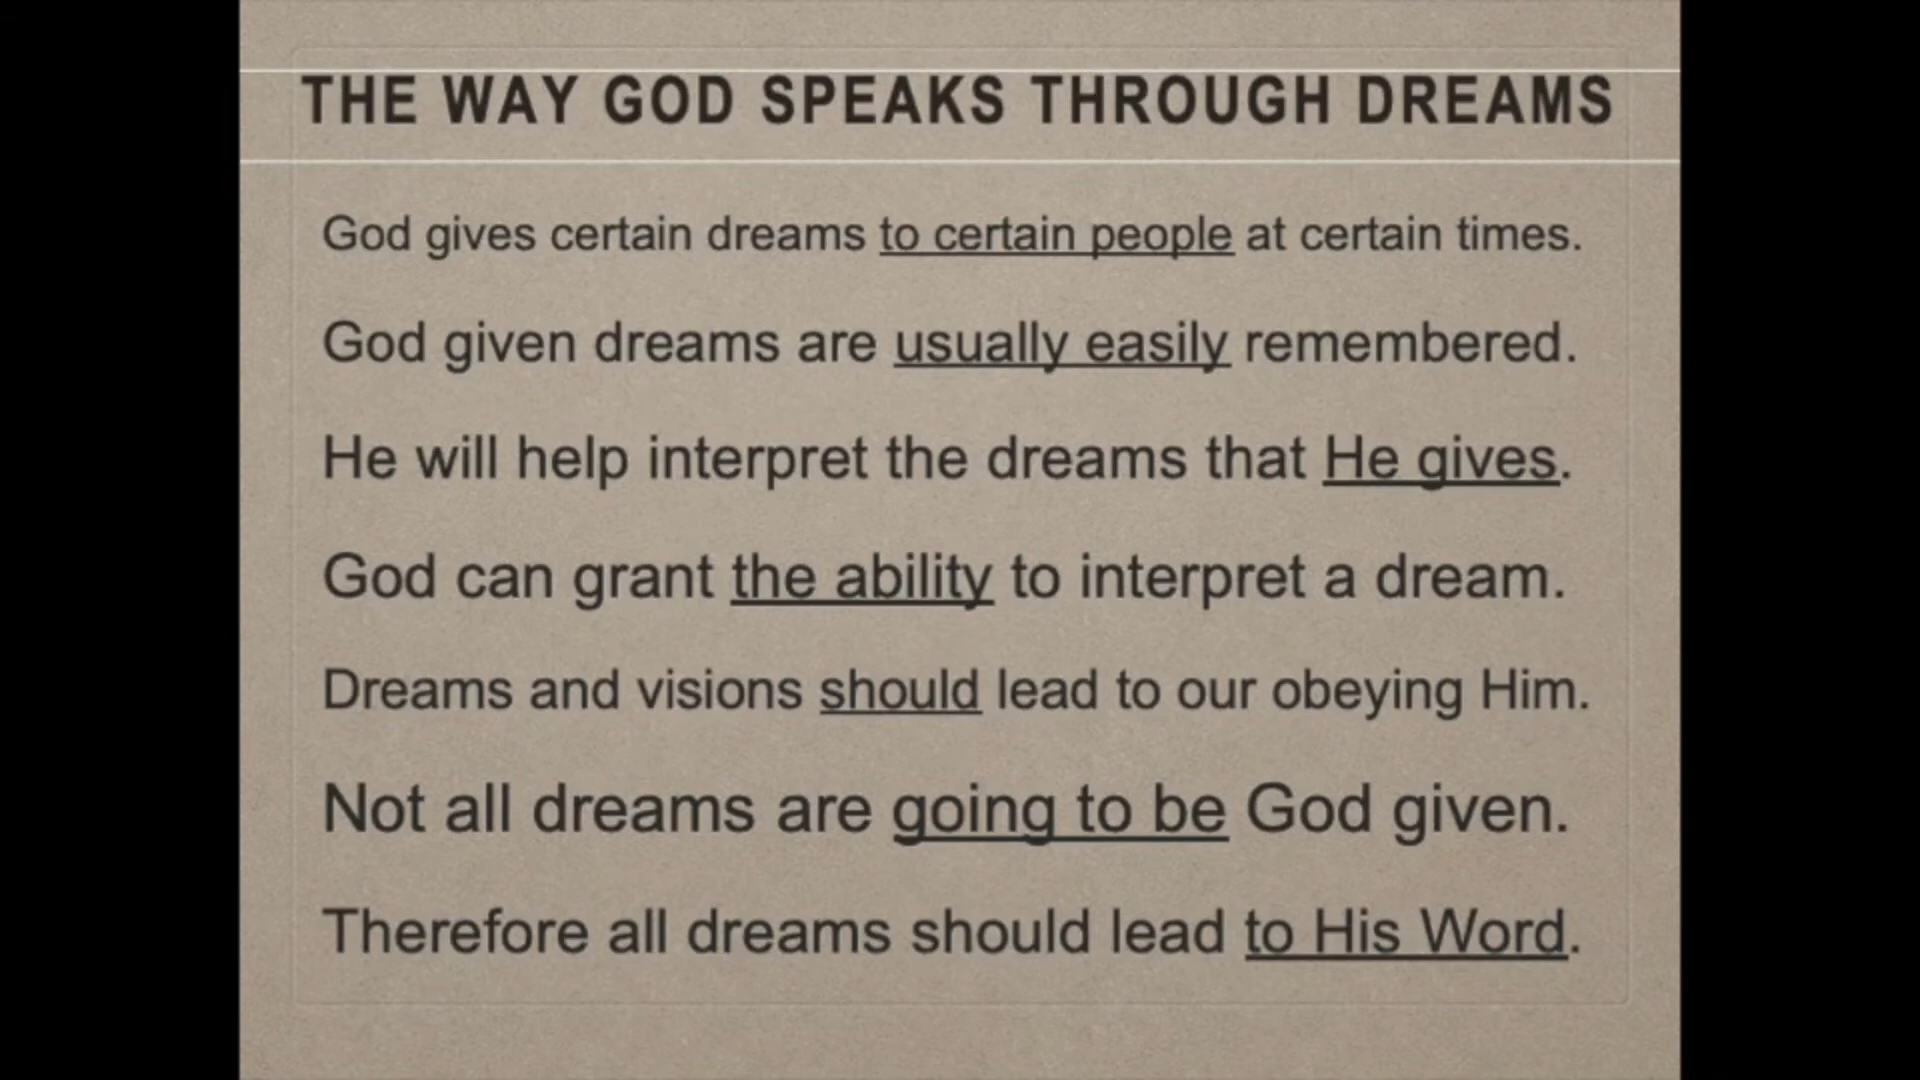 THE WAY GOD SPEAKS THROUGH DREAMS
God gives certain dreams to certain people at certain times.
God given dreams are usually easily remembered.
He will help interpret the dreams that He gives.
God can grant the ability to interpret a dream.
Dreams and visions should lead to our obeying Him.
Not all dreams are going to be God given.
Therefore all dreams should lead to His Word.